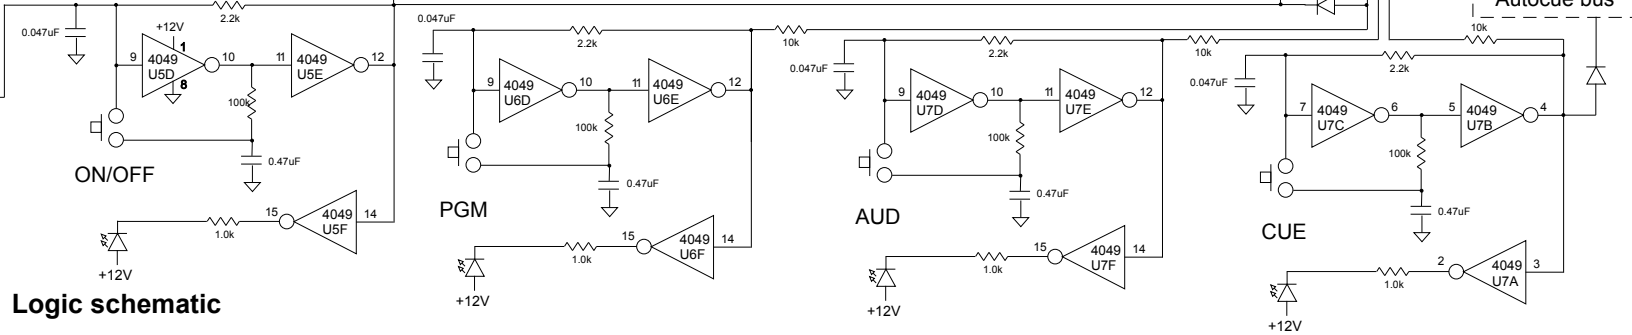 0.047uF
2.2k
+12V
1
9
4049
U5D
10
8
11
4049
U5E
12
100k
0.47uF
ON/OFF
15
4049
U5F
14
1.0k
+12V
0.047uF
2.2k
9
4049
U6D
10
11
4049
U6E
12
100k
0.47uF
PGM
15
4049
U6F
14
1.0k
+12V
10k
0.047uF
2.2k
9
4049
U7D
10
11
4049
U7E
12
100k
0.47uF
AUD
15
4049
U7F
14
1.0k
+12V
10k
0.047uF
10k
2.2k
7
4049
U7C
6
5
4049
U7B
4
100k
0.47uF
CUE
2
4049
U7A
3
1.0k
+12V
Autocue bus
Logic schematic